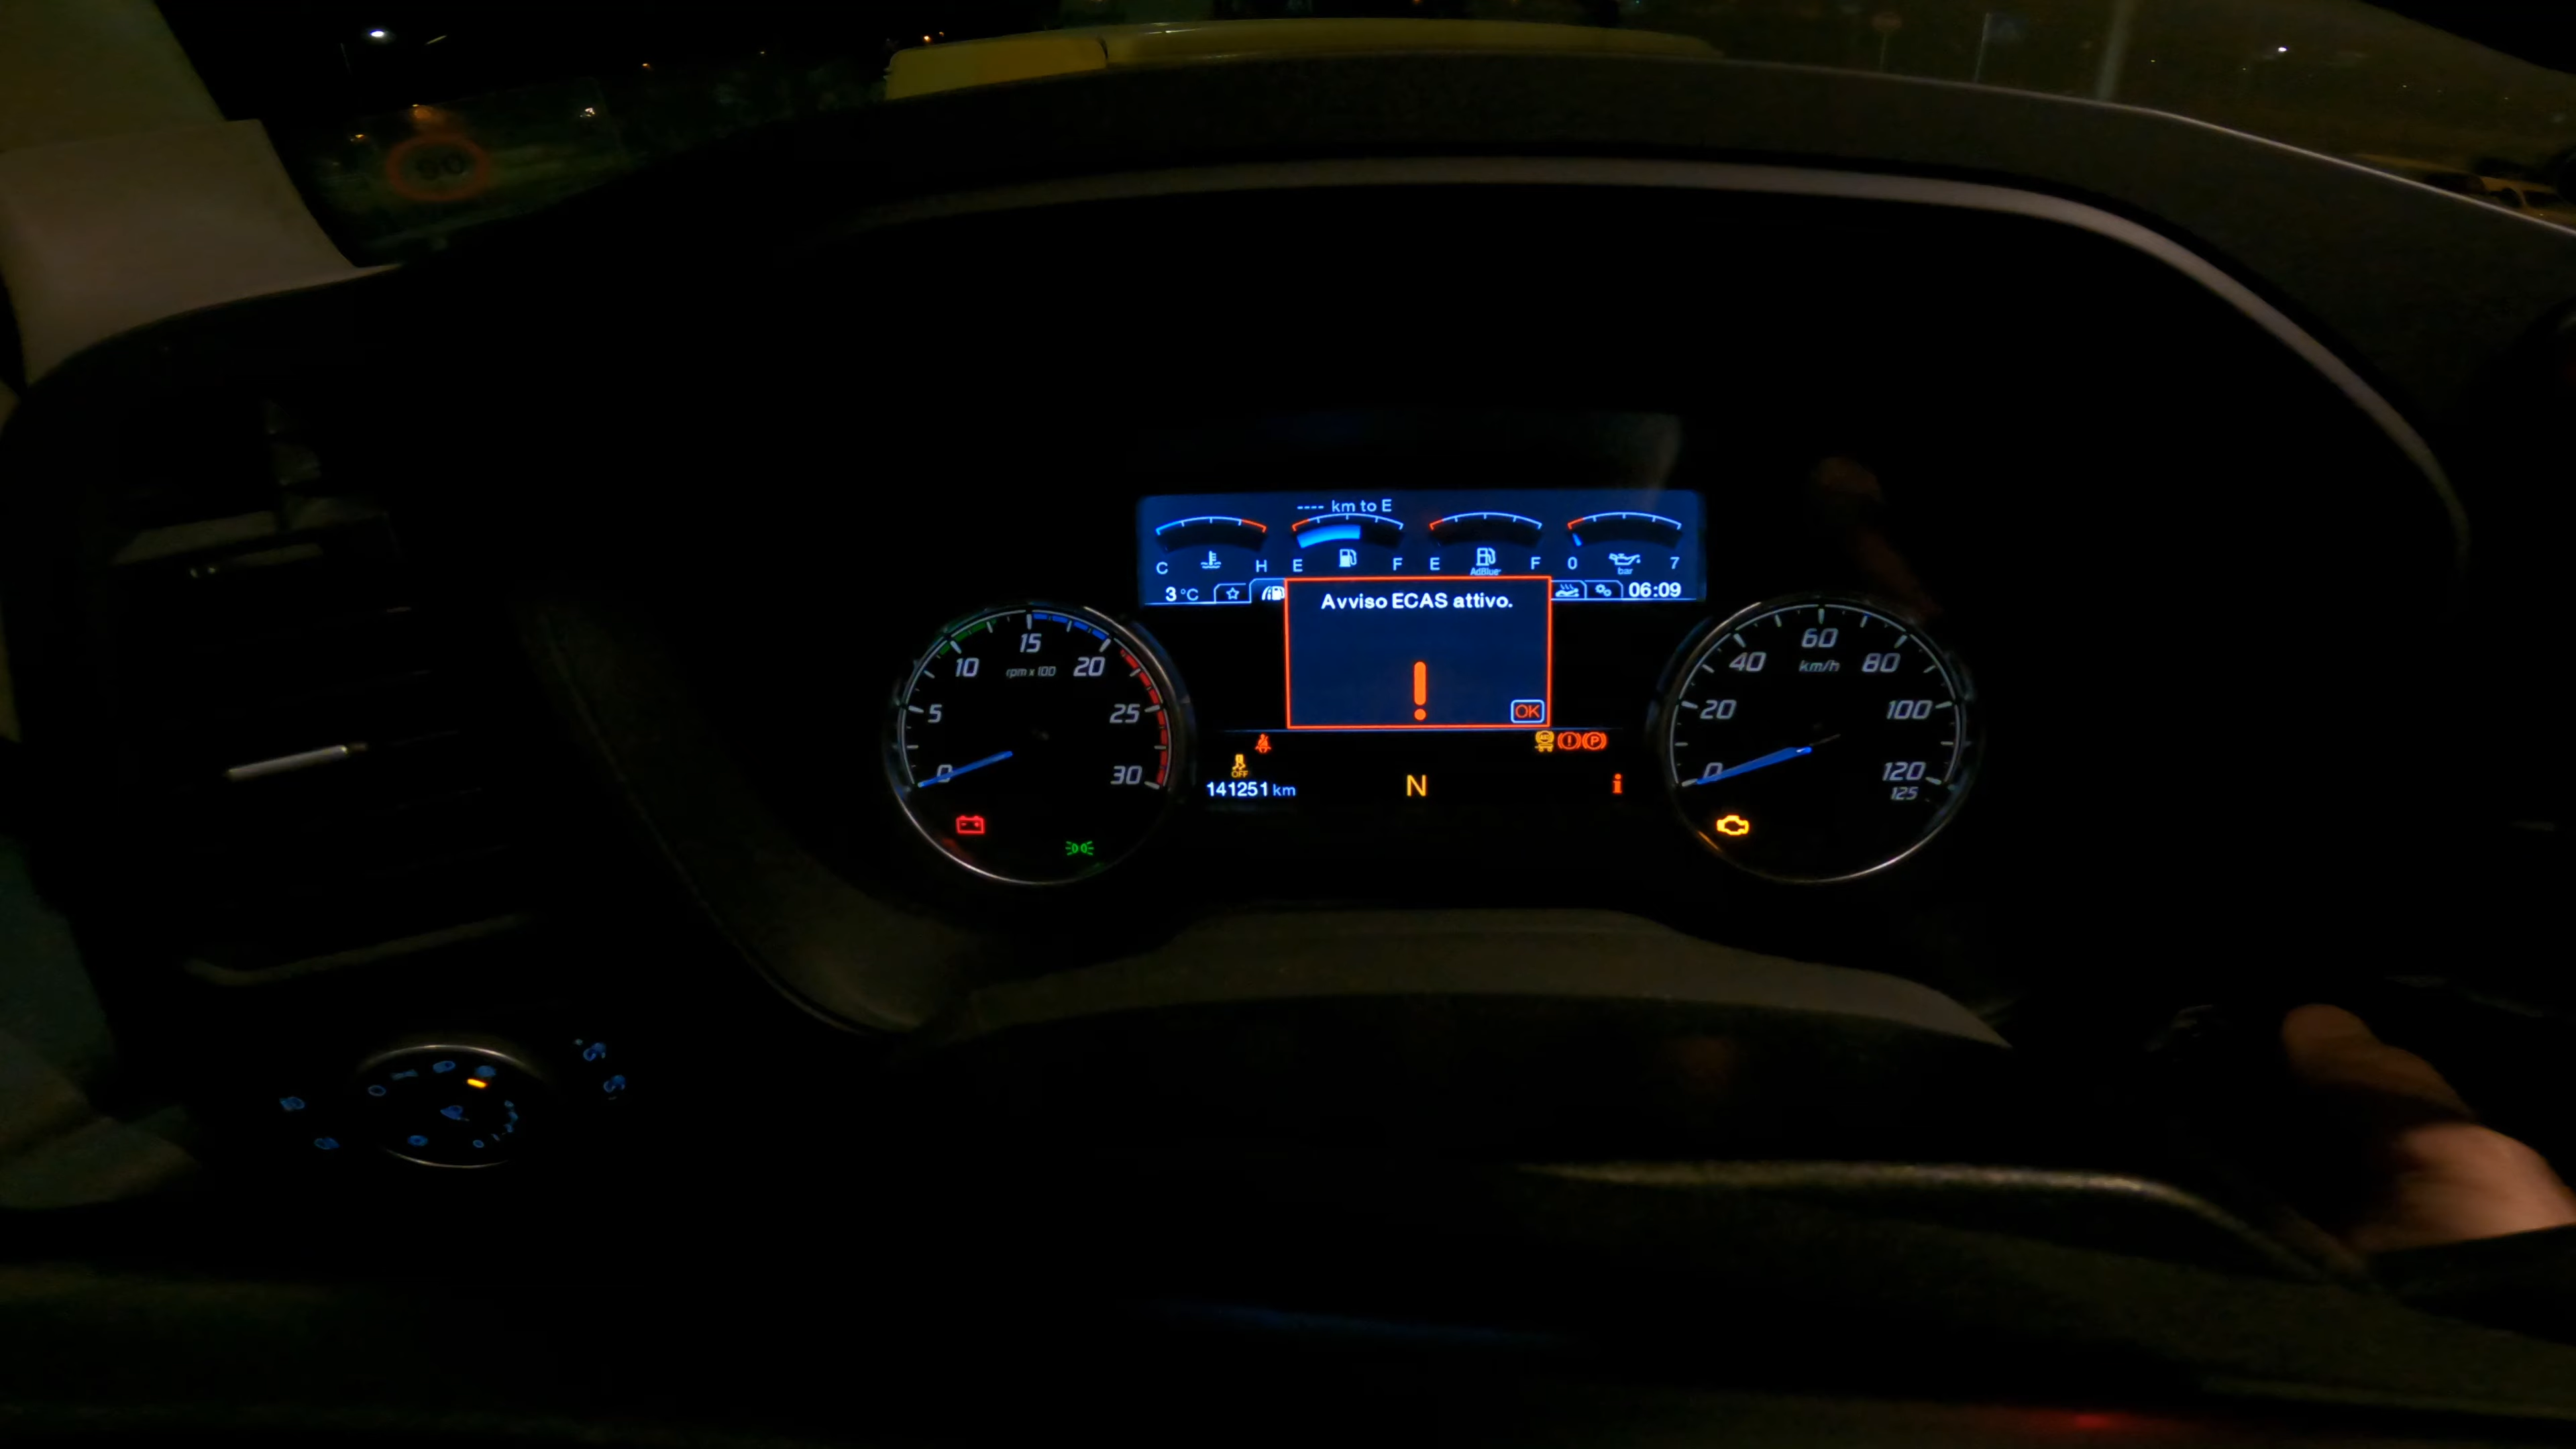 ---- km to E
C H E F E F 0 7
AdBlue
bar
3 °C
06:09
Avviso ECAS attivo.
OK
0 5 10 15 20 25 30
rpm x 100
0 20 40 60 80 100 120
125
km/h
OFF
141251 km
N
P
i